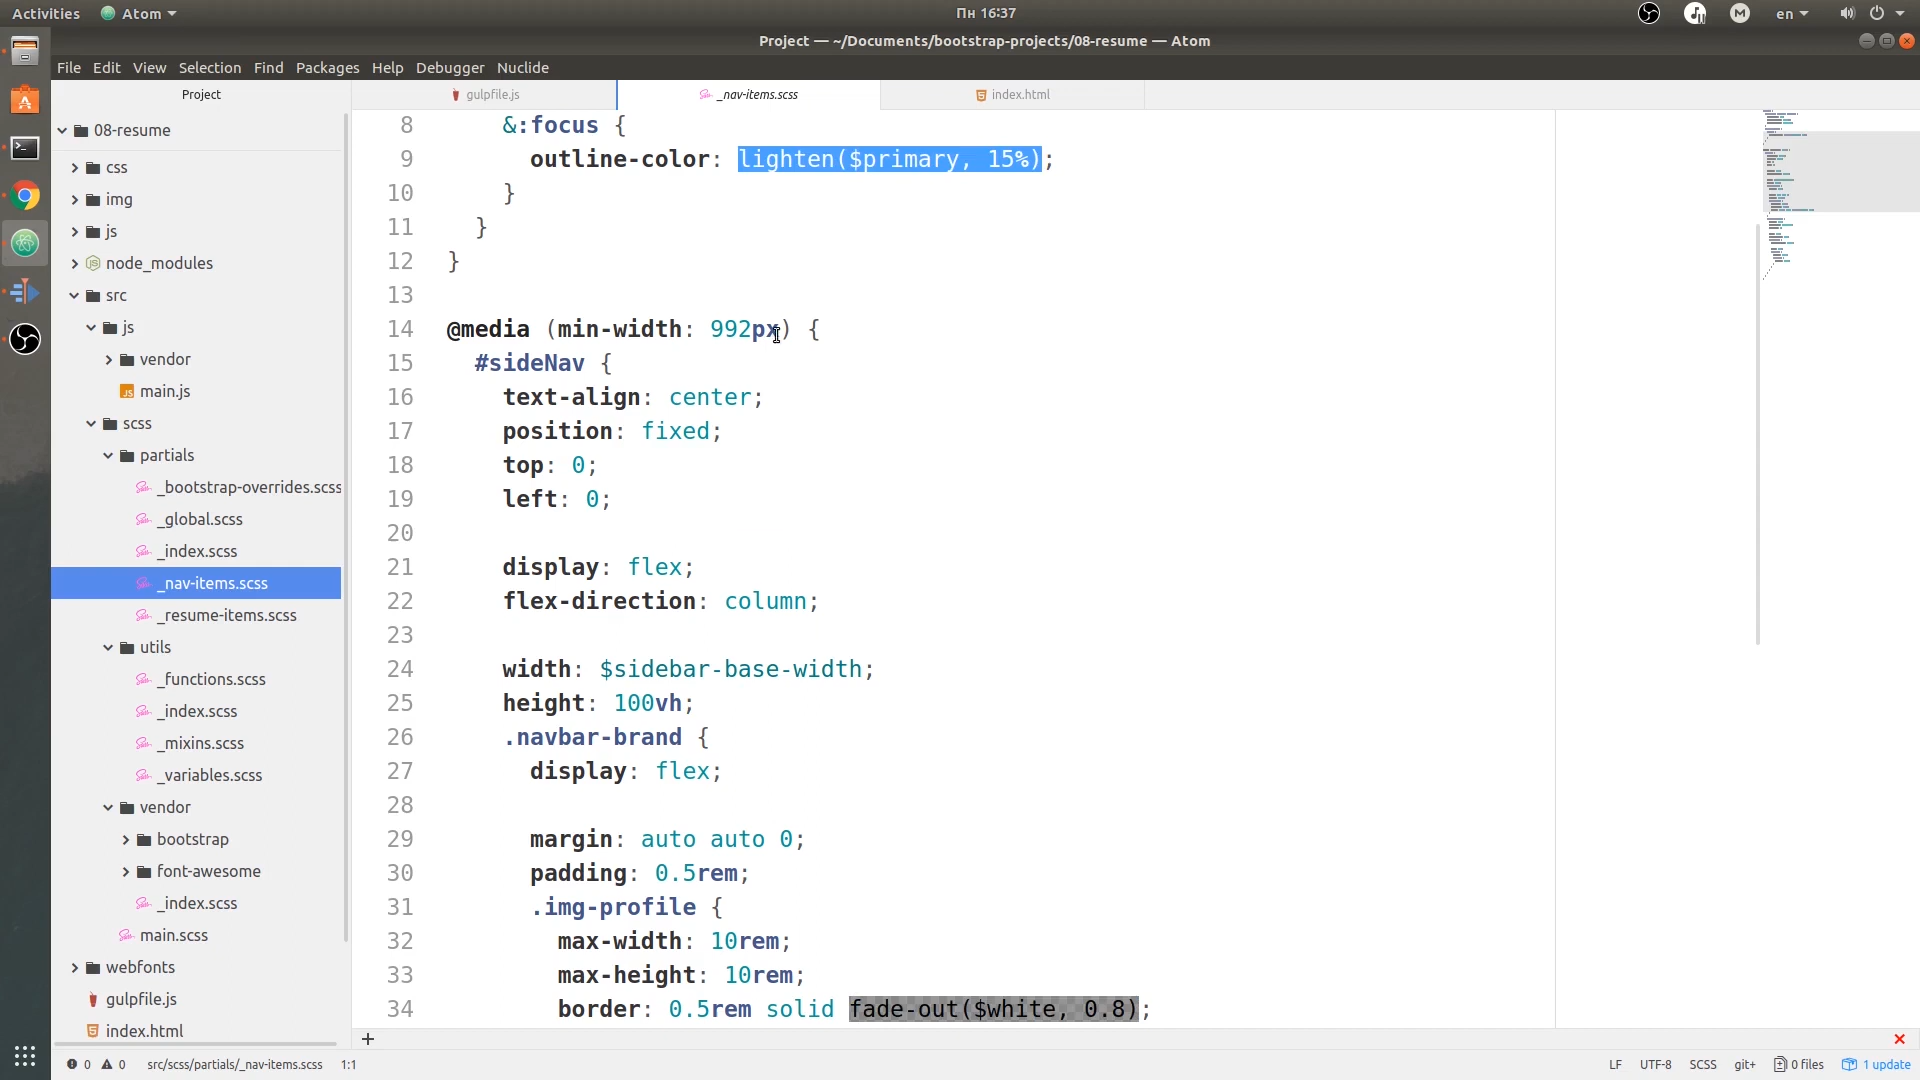 Activities Atom Пн 16:37 en
Project — ~/Documents/bootstrap-projects/08-resume — Atom
File Edit View Selection Find Packages Help Debugger Nuclide
Project gulpfile.js _nav-items.scss index.html
08-resume
css
img
js
node_modules
src
js
vendor
main.js
scss
partials
_bootstrap-overrides.scss
_global.scss
_index.scss
_nav-items.scss
_resume-items.scss
utils
_functions.scss
_index.scss
_mixins.scss
_variables.scss
vendor
bootstrap
font-awesome
_index.scss
main.scss
webfonts
gulpfile.js
index.html
8 &:focus {
9 outline-color: lighten($primary, 15%);
10 }
11 }
12 }
13
14 @media (min-width: 992px) {
15 #sideNav {
16 text-align: center;
17 position: fixed;
18 top: 0;
19 left: 0;
20
21 display: flex;
22 flex-direction: column;
23
24 width: $sidebar-base-width;
25 height: 100vh;
26 .navbar-brand {
27 display: flex;
28
29 margin: auto auto 0;
30 padding: 0.5rem;
31 .img-profile {
32 max-width: 10rem;
33 max-height: 10rem;
34 border: 0.5rem solid fade-out($white, 0.8);
0 0 src/scss/partials/_nav-items.scss 1:1 LF UTF-8 SCSS git+ 0 files 1 update